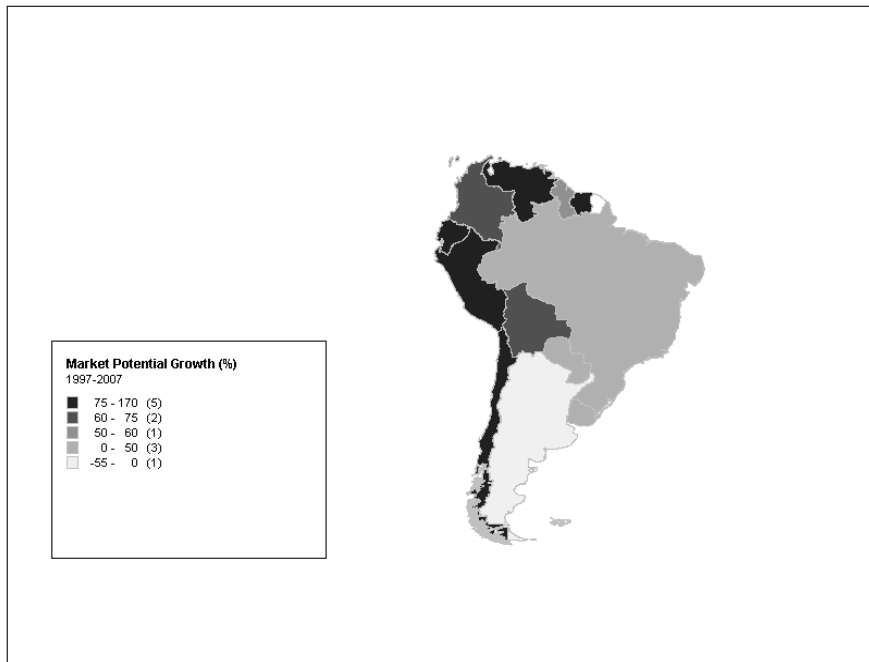 Market Potential Growth (%)
1997-2007
75 - 170 (5)
60 - 75 (2)
50 - 60 (1)
0 - 50 (3)
-55 - 0 (1)